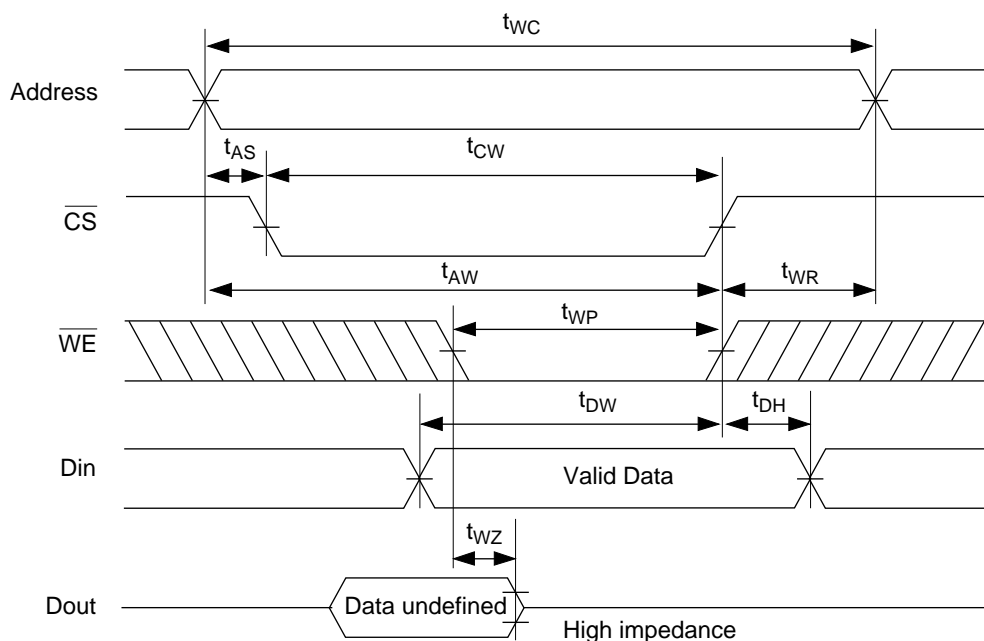 tWC
Address
tAS
tCW
CS
tAW
tWR
WE
tWP
tDW
tDH
Din
Valid Data
tWZ
Dout
Data undefined
High impedance